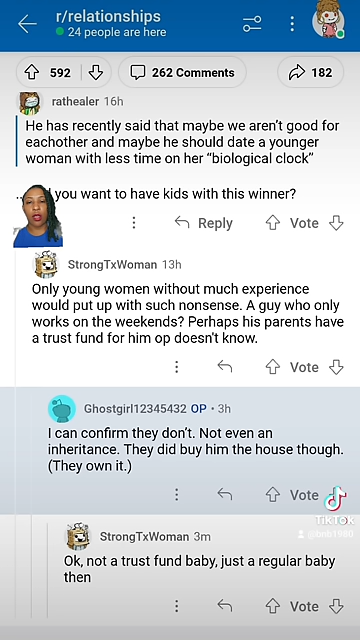 r/relationships
24 people are here
592
262 Comments
182
rathealer 16h
He has recently said that maybe we aren't good for
eachother and maybe he should date a younger
woman with less time on her “biological clock”
you want to have kids with this winner?
Reply
Vote
StrongTxWoman 13h
Only young women without much experience
would put up with such nonsense. A guy who only
works on the weekends? Perhaps his parents have
a trust fund for him op doesn't know.
Vote
Ghostgirl12345432 OP • 3h
I can confirm they don't. Not even an
inheritance. They did buy him the house though.
(They own it.)
Vote
TikTok
@bnb1980
StrongTxWoman 3m
Ok, not a trust fund baby, just a regular baby
then
Vote